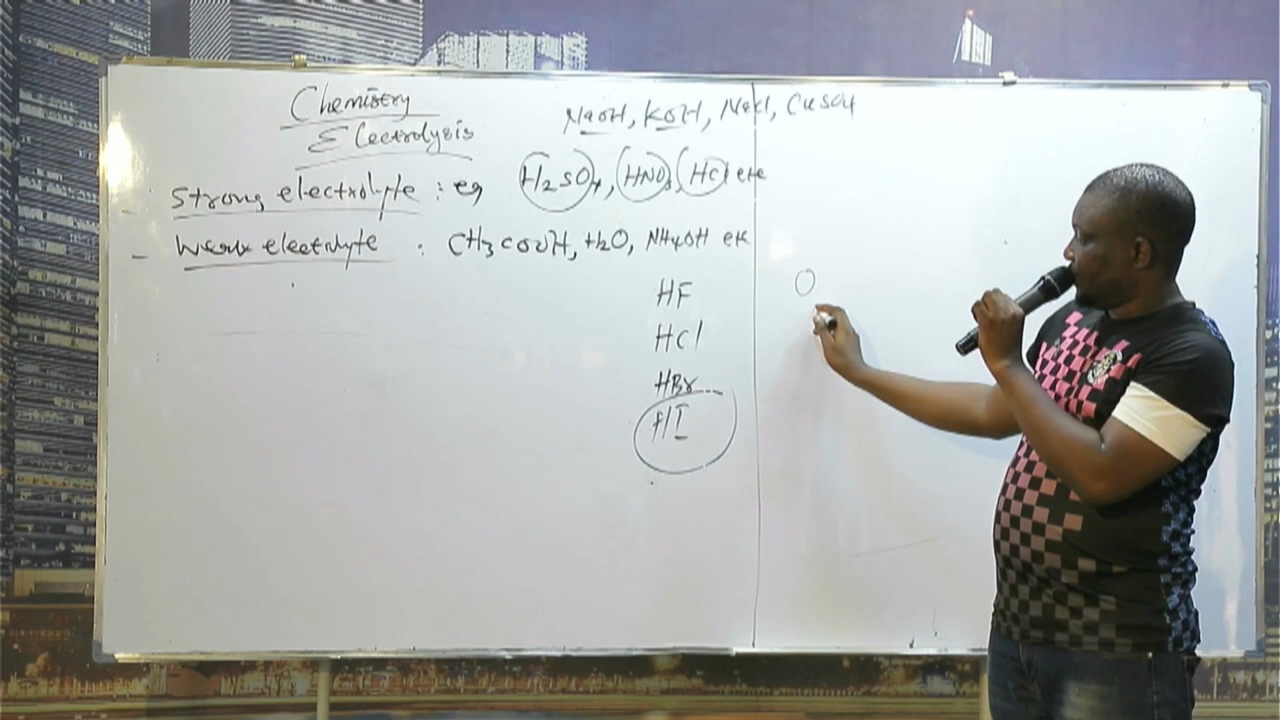 Chemistry
Electrolysis
NaOH, KOH, NaCl, CuSO4
- Strong electrolyte : eg H2SO4, HNO3, HCl etc
- Weak electrolyte : CH3COOH, H2O, NH4OH etc
HF
HCl
HBr
HI
O